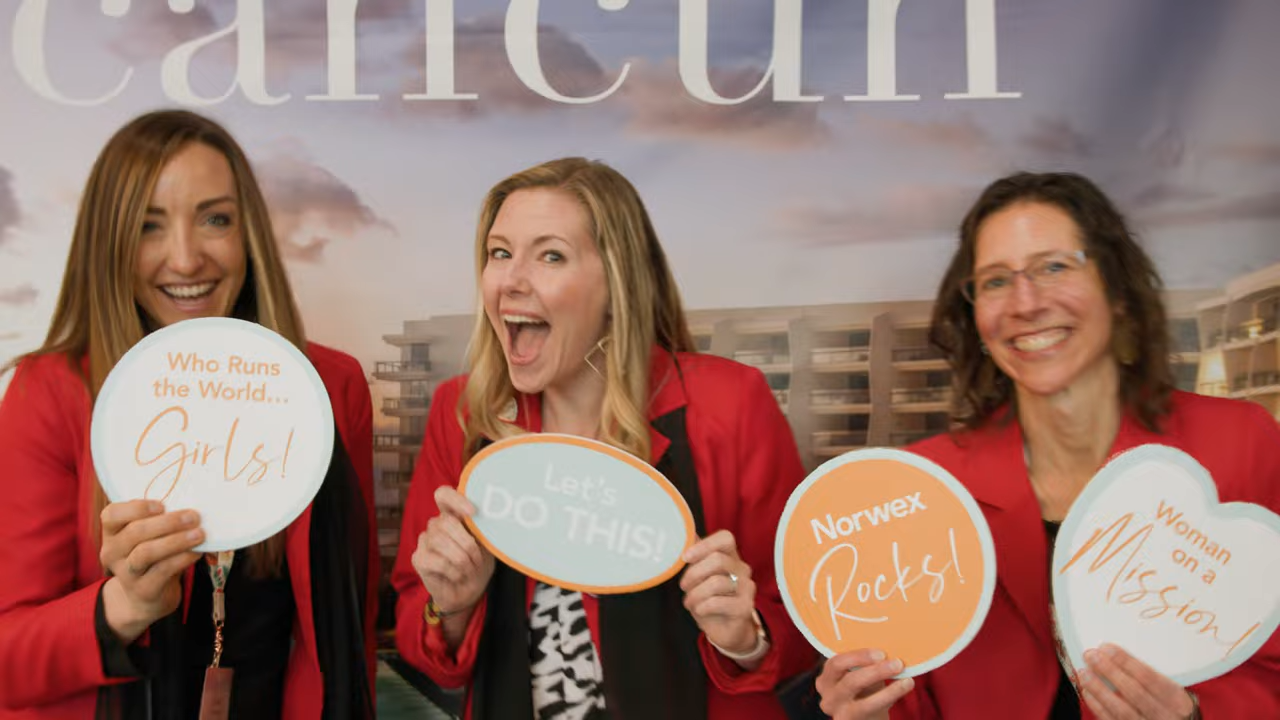 cancun
Who Runs
the World...
Girls!
Let's
DO THIS!
Norwex
Rocks!
Woman
on a
Mission!